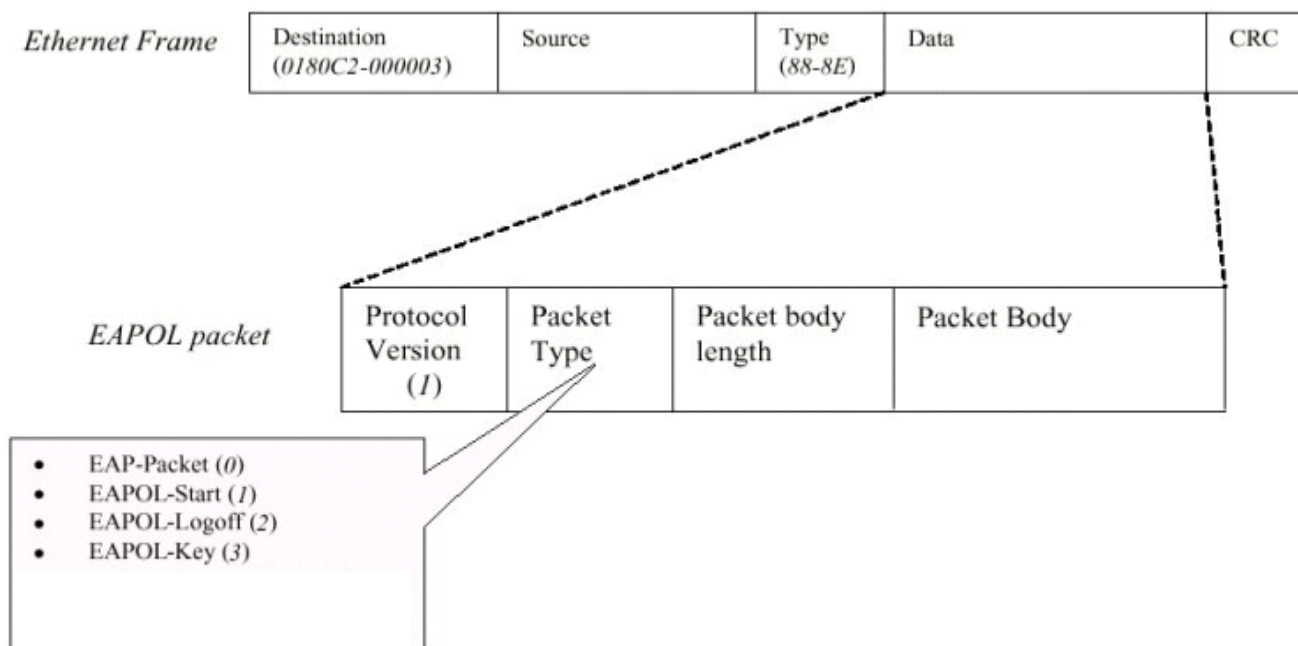 Ethernet Frame
Destination
(0180C2-000003)
Source
Type
(88-8E)
Data
CRC
EAPOL packet
Protocol
Version
(1)
Packet
Type
Packet body
length
Packet Body
• EAP-Packet (0)
• EAPOL-Start (1)
• EAPOL-Logoff (2)
• EAPOL-Key (3)